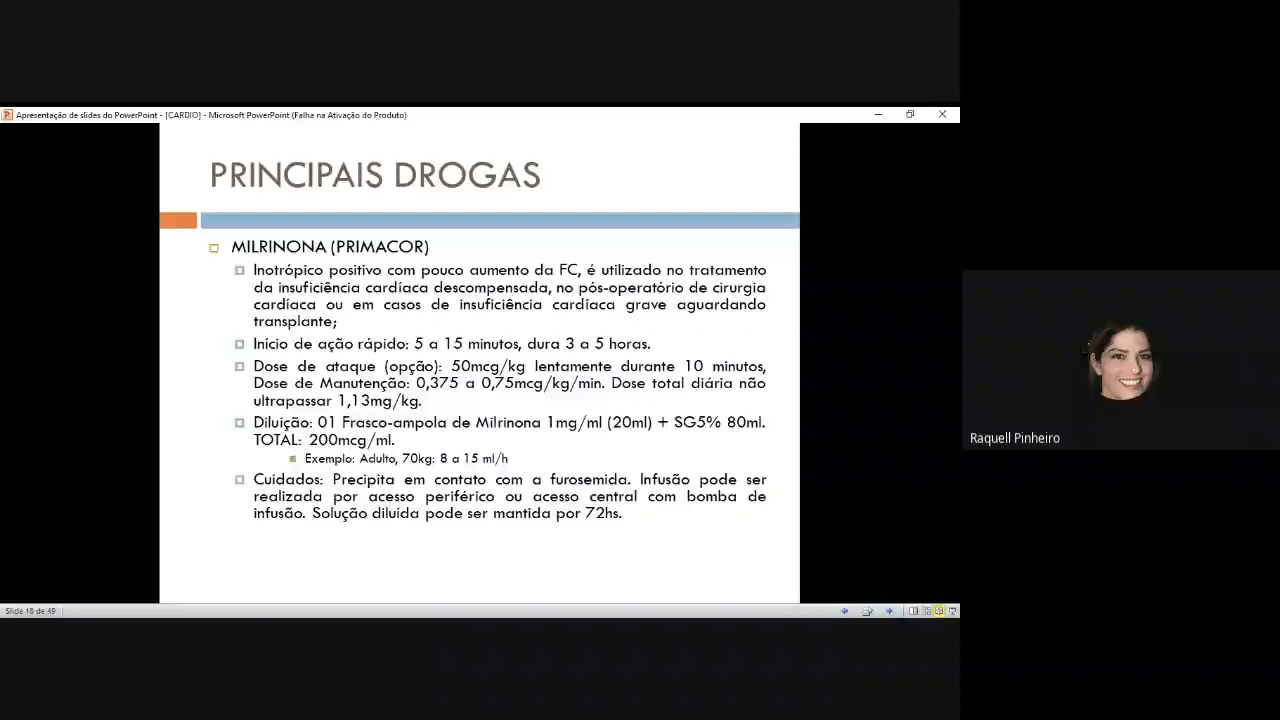 Apresentação de slides do PowerPoint - [CARDIO] - Microsoft PowerPoint (Falha na Ativação do Produto)
PRINCIPAIS DROGAS
MILRINONA (PRIMACOR)
Inotrópico positivo com pouco aumento da FC, é utilizado no tratamento
da insuficiência cardíaca descompensada, no pós-operatório de cirurgia
cardíaca ou em casos de insuficiência cardíaca grave aguardando
transplante;
Início de ação rápido: 5 a 15 minutos, dura 3 a 5 horas.
Dose de ataque (opção): 50mcg/kg lentamente durante 10 minutos,
Dose de Manutenção: 0,375 a 0,75mcg/kg/min. Dose total diária não
ultrapassar 1,13mg/kg.
Diluição: 01 Frasco-ampola de Milrinona 1mg/ml (20ml) + SG5% 80ml.
TOTAL: 200mcg/ml.
Exemplo: Adulto, 70kg: 8 a 15 ml/h
Cuidados: Precipita em contato com a furosemida. Infusão pode ser
realizada por acesso periférico ou acesso central com bomba de
infusão. Solução diluída pode ser mantida por 72hs.
Raquell Pinheiro
Slide 18 de 49